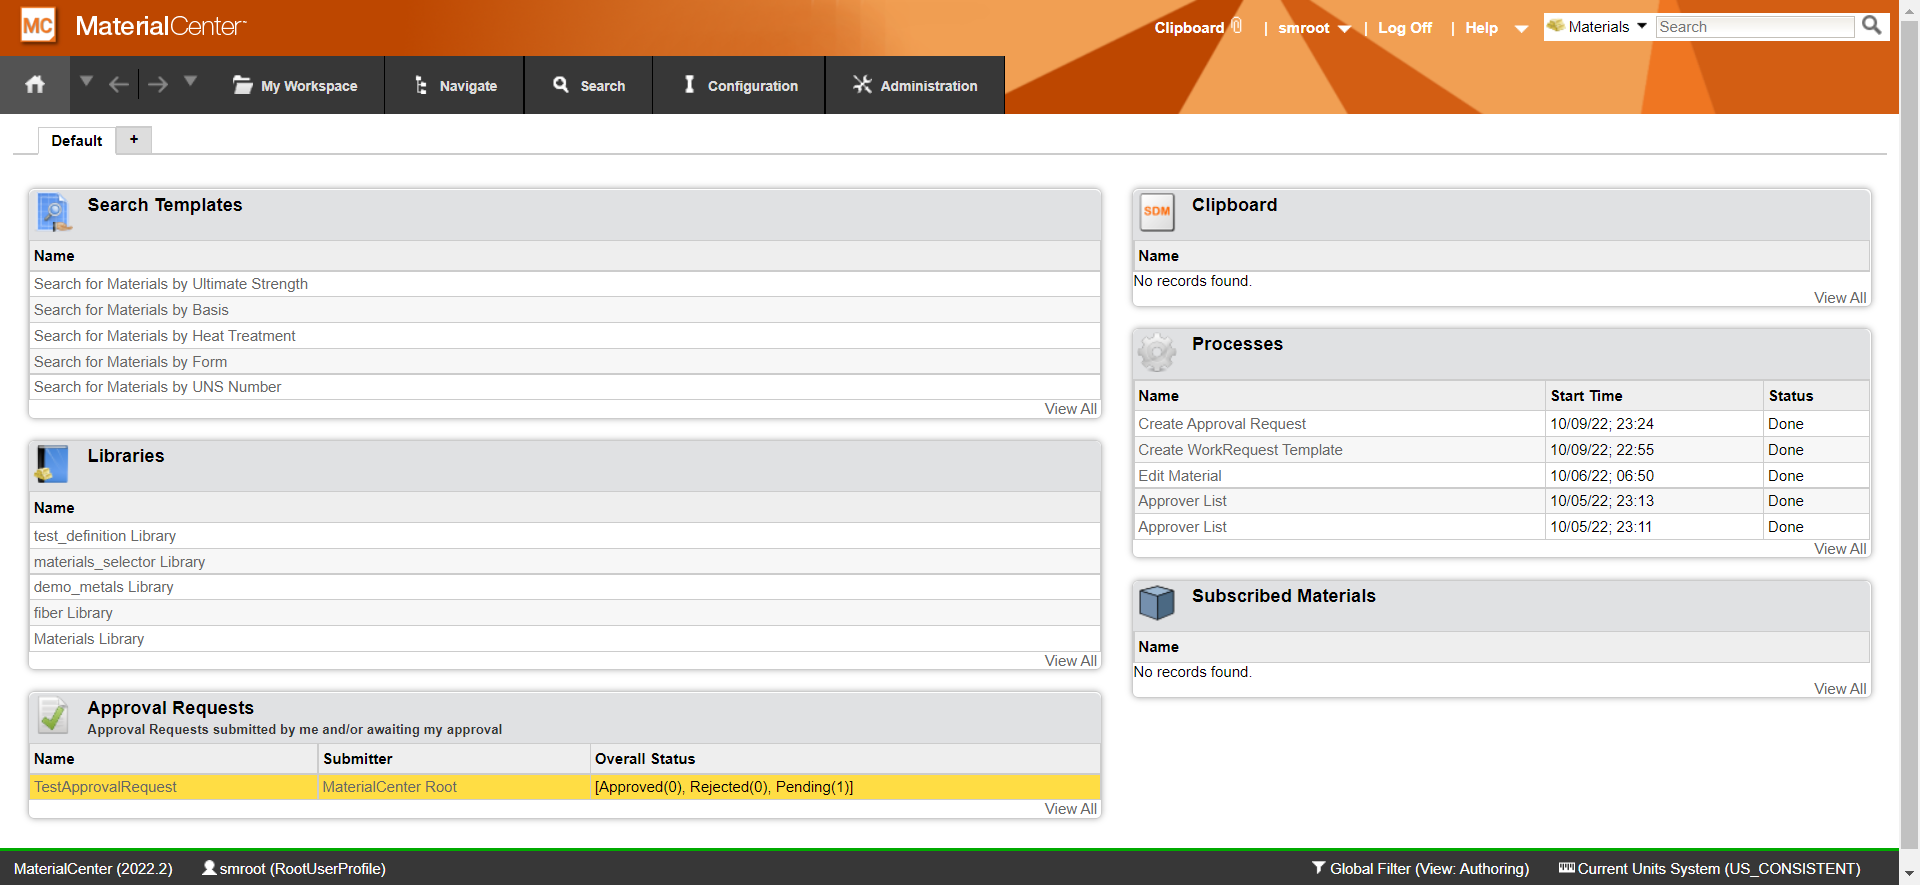 MC MaterialCenter
Clipboard | smroot | Log Off | Help Materials Search
My Workspace Navigate Search Configuration Administration
Default +
Search Templates
Name
Search for Materials by Ultimate Strength
Search for Materials by Basis
Search for Materials by Heat Treatment
Search for Materials by Form
Search for Materials by UNS Number
View All
Libraries
Name
test_definition Library
materials_selector Library
demo_metals Library
fiber Library
Materials Library
View All
Approval Requests
Approval Requests submitted by me and/or awaiting my approval
Name Submitter Overall Status
TestApprovalRequest MaterialCenter Root [Approved(0), Rejected(0), Pending(1)]
View All
SDM Clipboard
Name
No records found.
View All
Processes
Name Start Time Status
Create Approval Request 10/09/22; 23:24 Done
Create WorkRequest Template 10/09/22; 22:55 Done
Edit Material 10/06/22; 06:50 Done
Approver List 10/05/22; 23:13 Done
Approver List 10/05/22; 23:11 Done
View All
Subscribed Materials
Name
No records found.
View All
MaterialCenter (2022.2) smroot (RootUserProfile) Global Filter (View: Authoring) Current Units System (US_CONSISTENT)